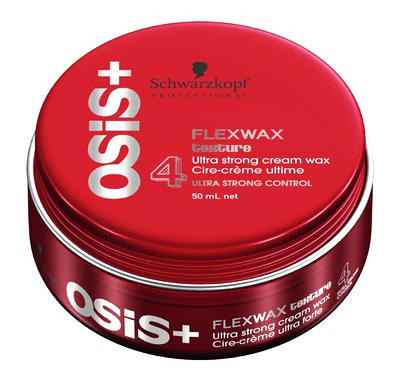 OSiS+
Schwarzkopf
PROFESSIONAL
FLEXWAX
texture
4
Ultra strong cream wax
Cire-crème ultime
ULTRA STRONG CONTROL
50 mL net
OSiS+
FLEXWAX texture
Ultra strong cream wax
Cire-crème ultra forte